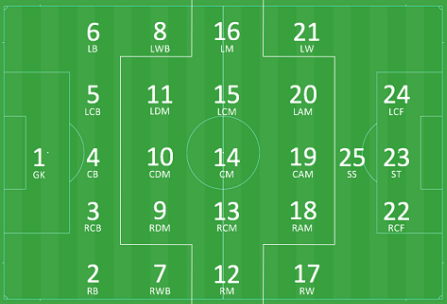 6 8 16 21
LB LWB LM LW
5 11 15 20 24
LCB LDM LCM LAM LCF
1 4 10 14 19 25 23
GK CB CDM CM CAM SS ST
3 9 13 18 22
RCB RDM RCM RAM RCF
2 7 12 17
RB RWB RM RW